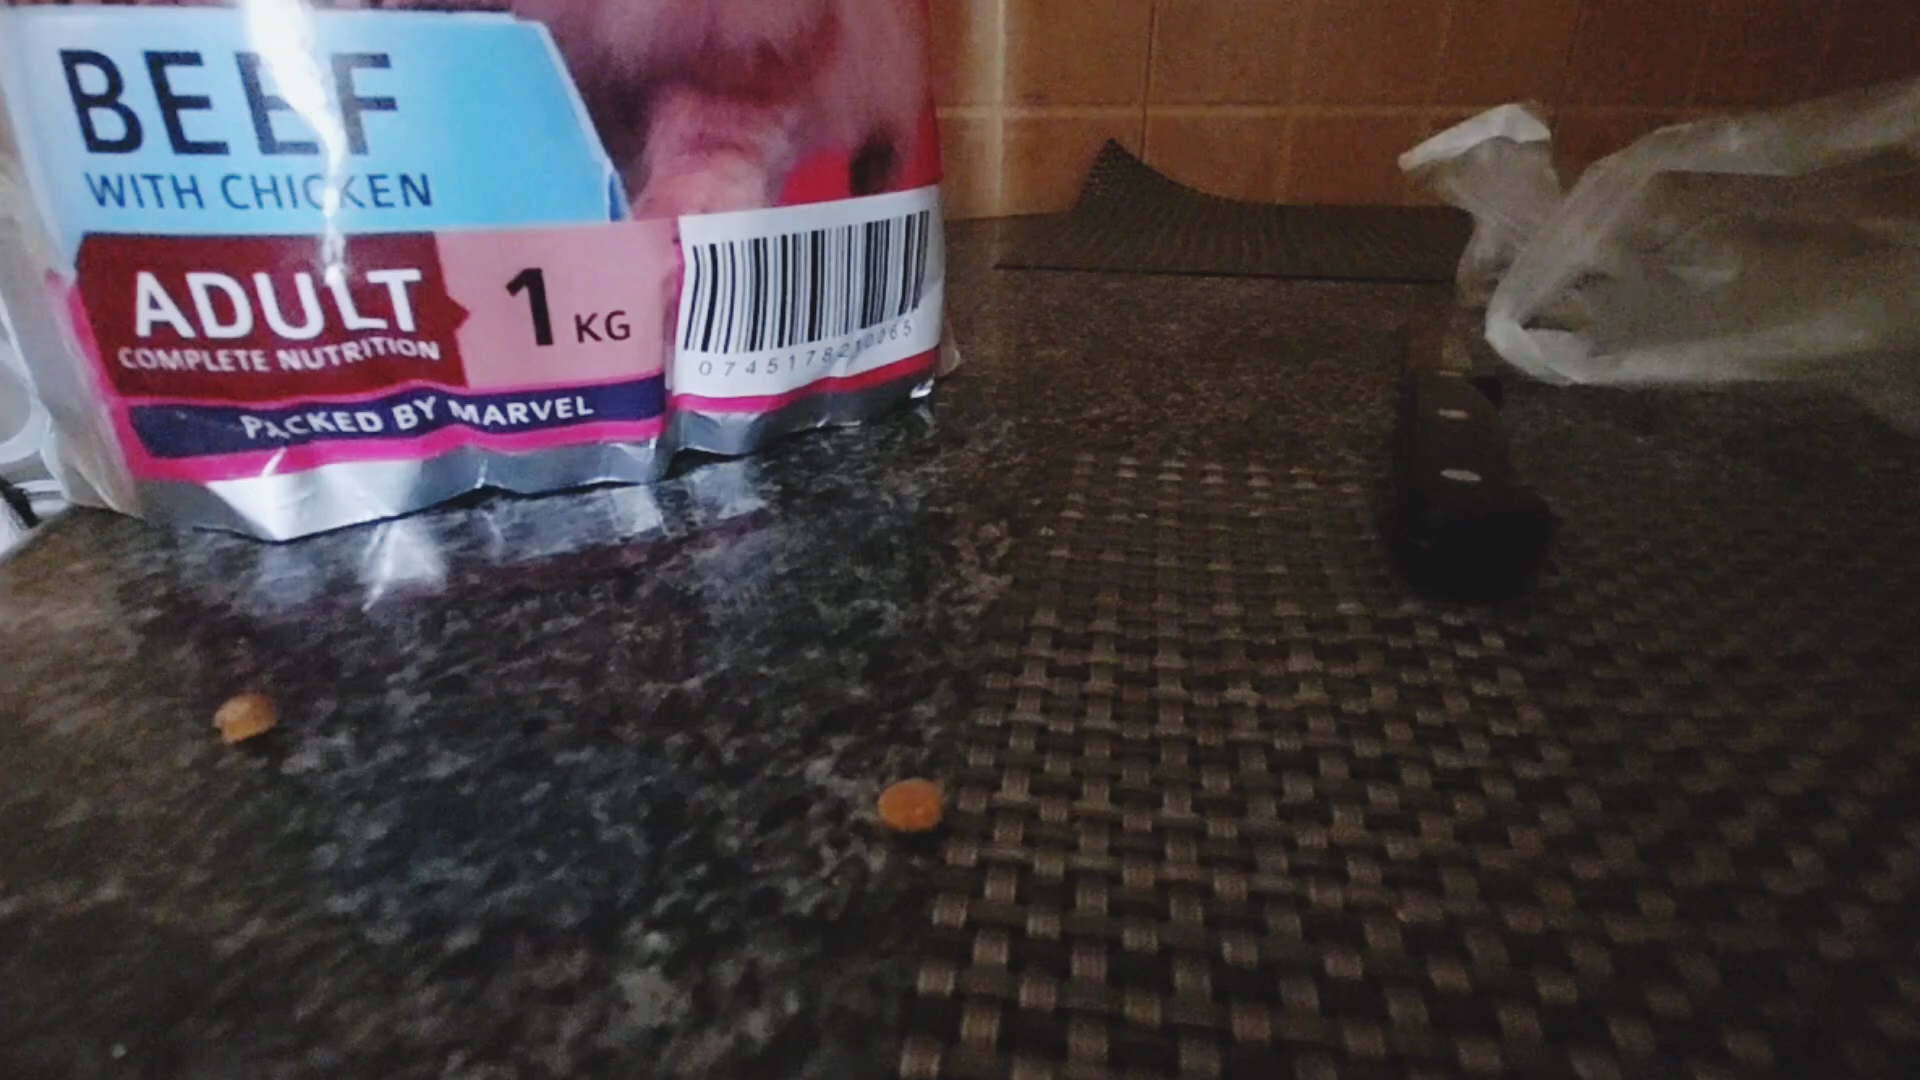 BEEF
WITH CHICKEN
ADULT
COMPLETE NUTRITION
1 KG
PACKED BY MARVEL